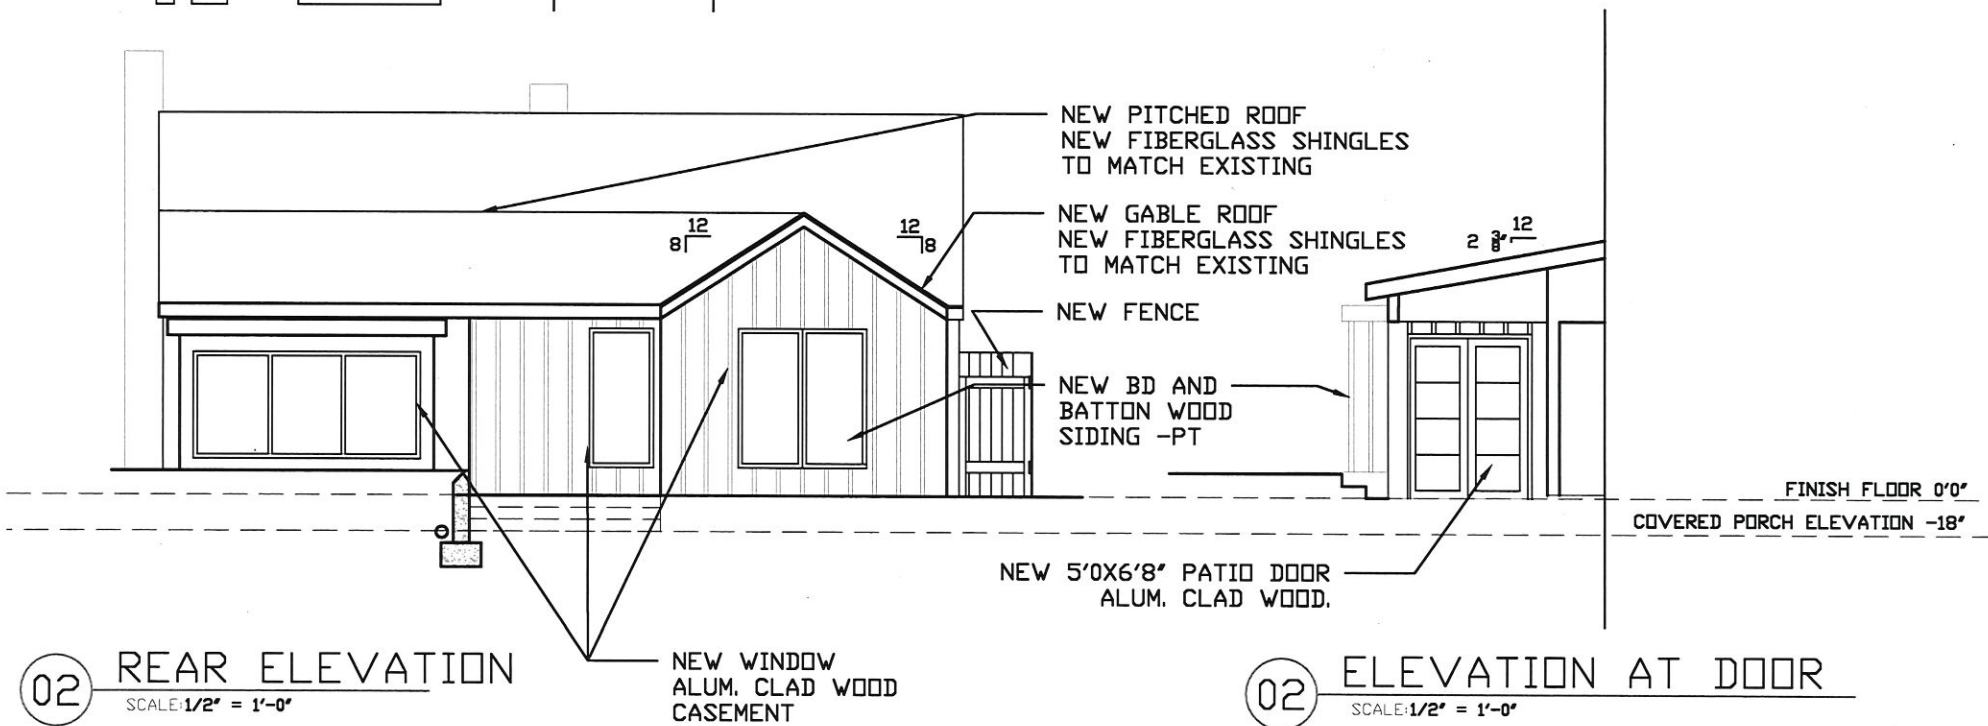 NEW PITCHED ROOF
NEW FIBERGLASS SHINGLES
TO MATCH EXISTING
12
8
12
8
NEW GABLE ROOF
NEW FIBERGLASS SHINGLES
TO MATCH EXISTING
12
2 3/8"
NEW FENCE
NEW BD AND
BATTON WOOD
SIDING -PT
FINISH FLOOR 0'0"
COVERED PORCH ELEVATION -18"
NEW 5'0X6'8" PATIO DOOR
ALUM. CLAD WOOD.
NEW WINDOW
ALUM. CLAD WOOD
CASEMENT
02
REAR ELEVATION
SCALE:1/2" = 1'-0"
02
ELEVATION AT DOOR
SCALE:1/2" = 1'-0"